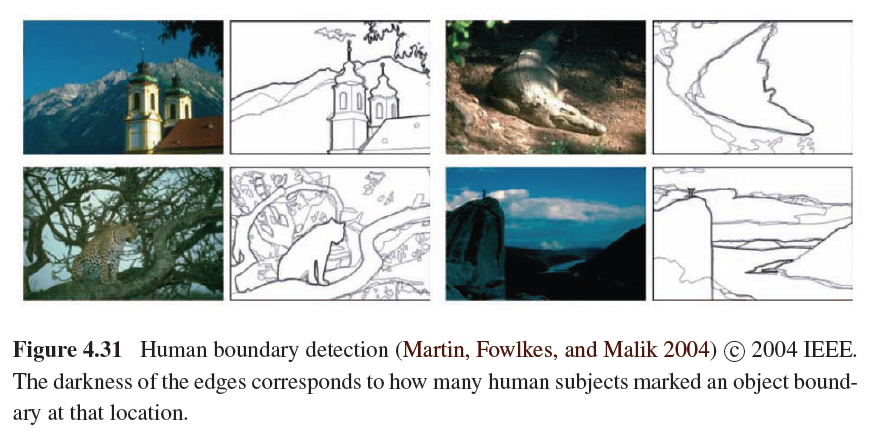 Figure 4.31 Human boundary detection (Martin, Fowlkes, and Malik 2004) © 2004 IEEE.
The darkness of the edges corresponds to how many human subjects marked an object bound-
ary at that location.